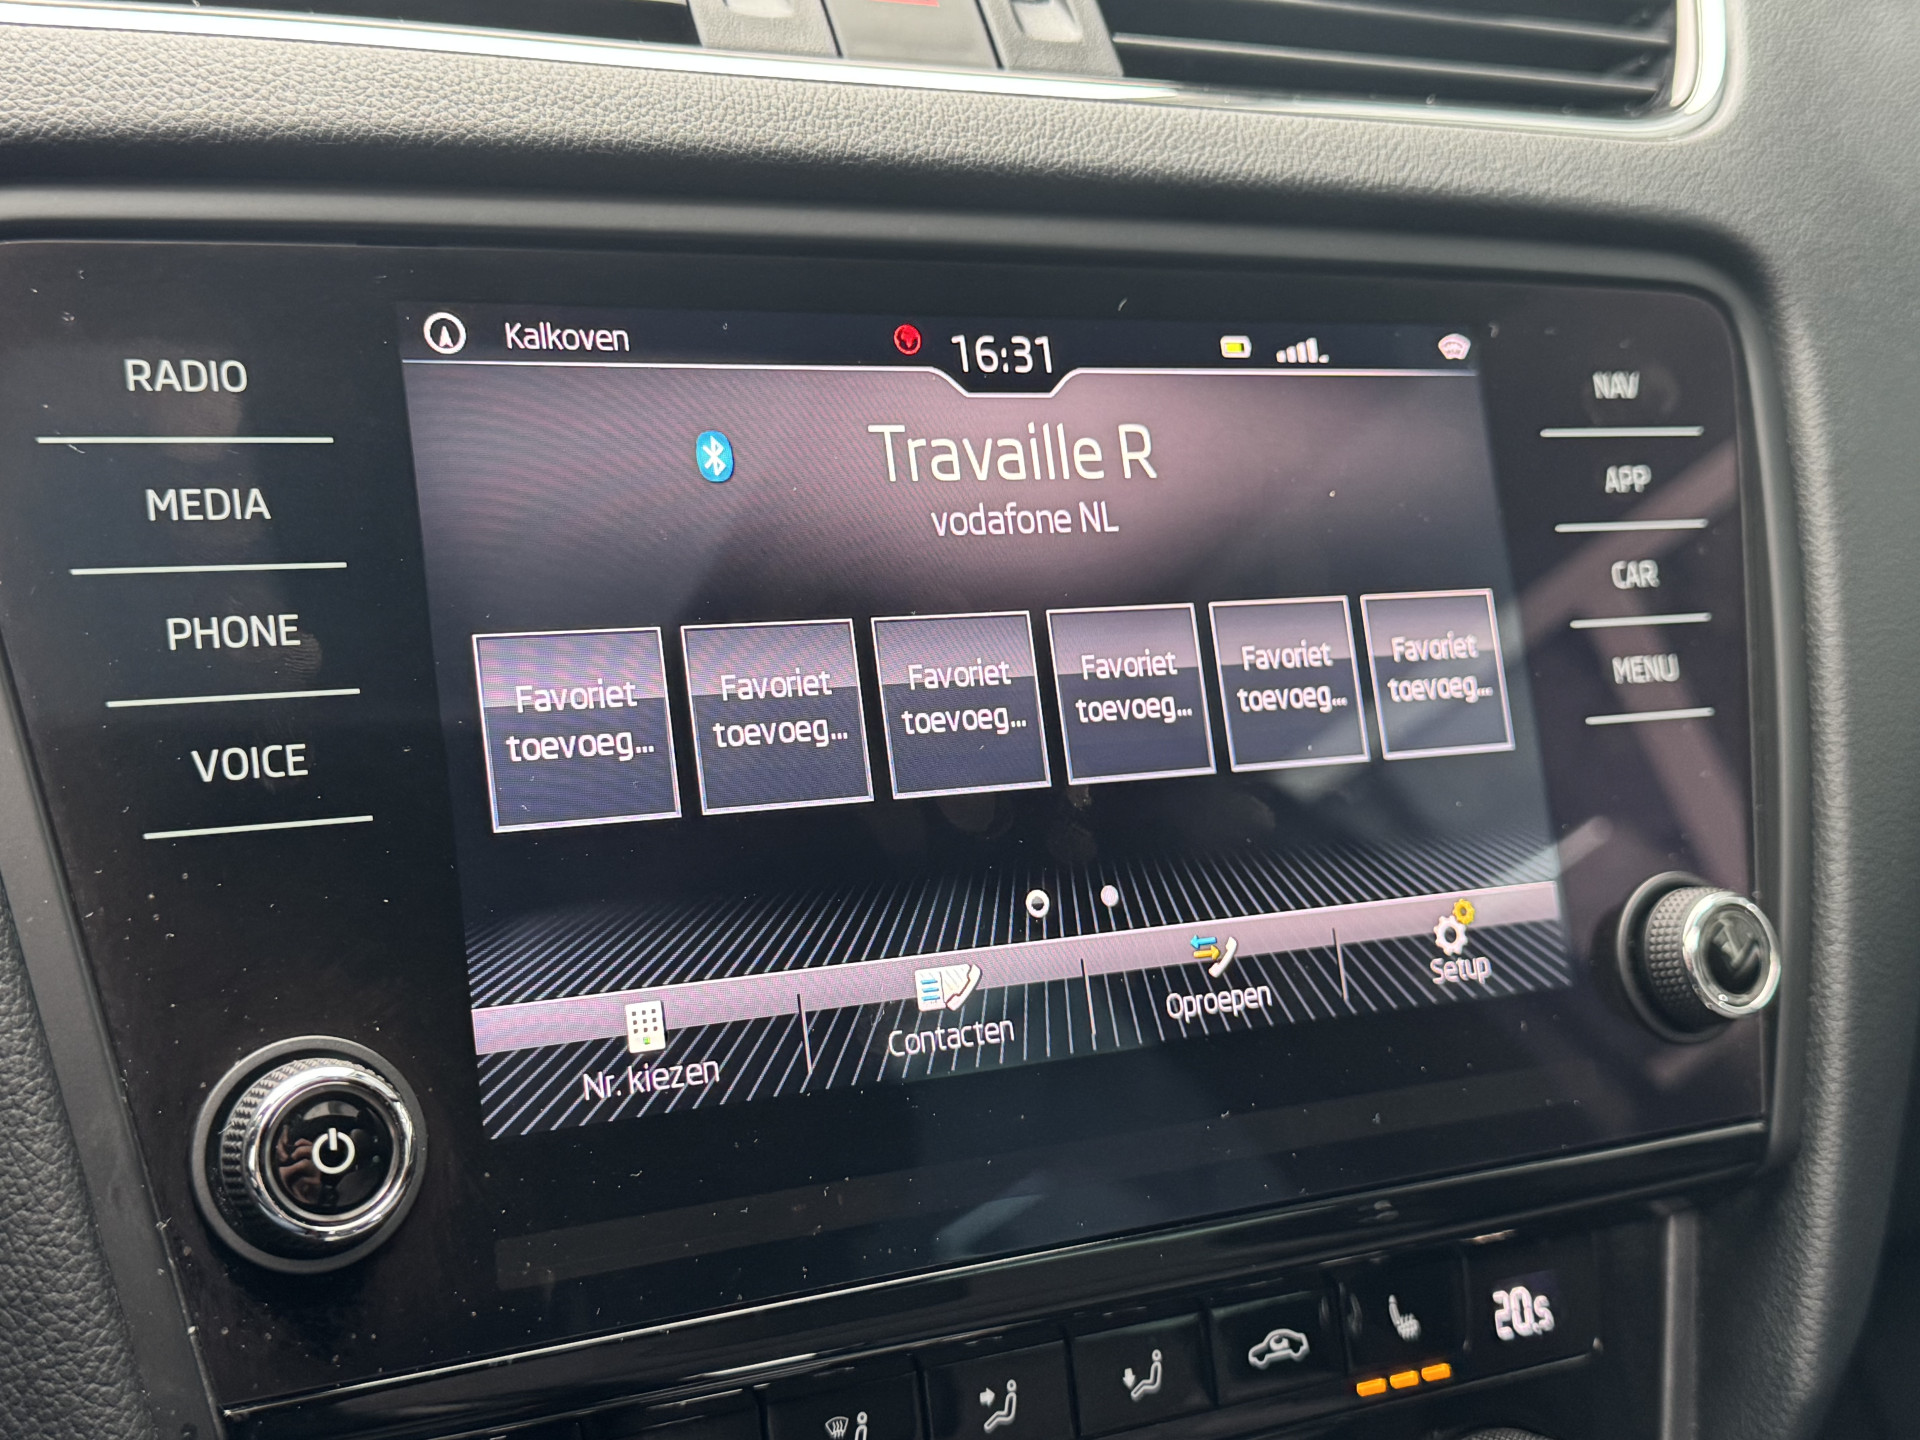 Kalkoven
16:31
RADIO
MEDIA
PHONE
VOICE
Travaille R
vodafone NL
Favoriet
toevoeg...
Favoriet
toevoeg...
Favoriet
toevoeg...
Favoriet
toevoeg...
Favoriet
toevoeg...
Favoriet
toevoeg...
Nr. kiezen
Contacten
Oproepen
Setup
NAV
APP
CAR
MENU
20.5